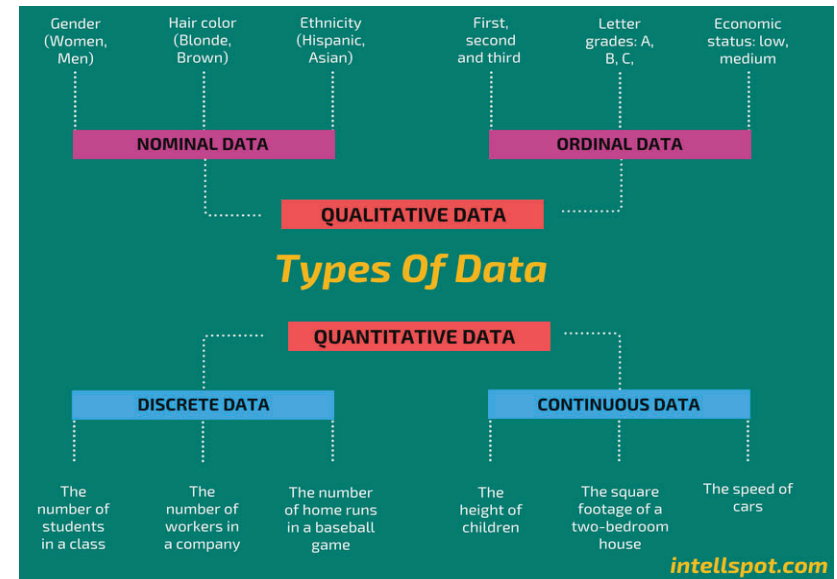 Gender
(Women,
Men)
Hair color
(Blonde,
Brown)
Ethnicity
(Hispanic,
Asian)
First,
second
and third
Letter
grades: A,
B, C,
Economic
status: low,
medium
NOMINAL DATA
ORDINAL DATA
QUALITATIVE DATA
Types Of Data
QUANTITATIVE DATA
DISCRETE DATA
CONTINUOUS DATA
The
number of
students
in a class
The
number of
workers in
a company
The number
of home runs
in a baseball
game
The
height of
children
The square
footage of a
two-bedroom
house
The speed of
cars
intellspot.com